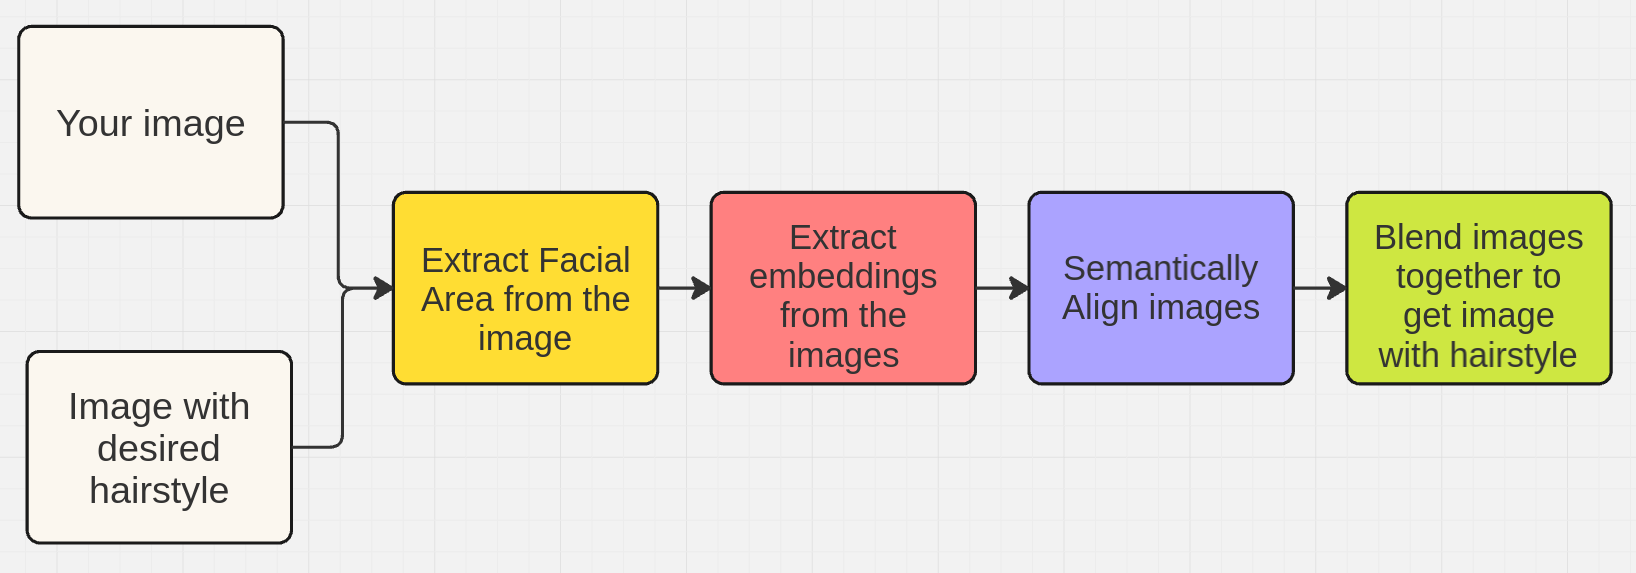 Your image
Image with
desired
hairstyle
Extract Facial
Area from the
image
Extract
embeddings
from the
images
Semantically
Align images
Blend images
together to
get image
with hairstyle